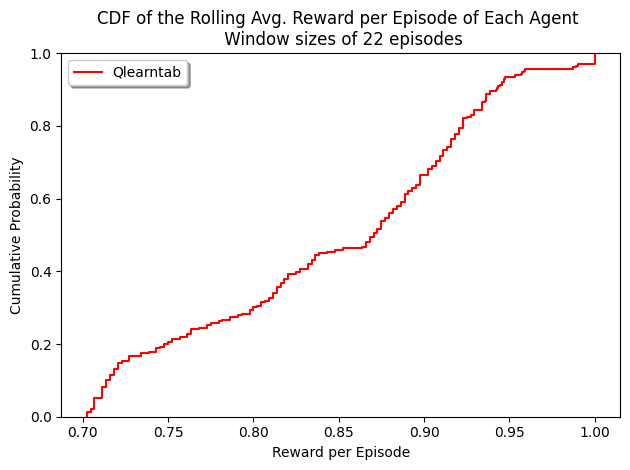 CDF of the Rolling Avg. Reward per Episode of Each Agent
Window sizes of 22 episodes
Qlearntab
Cumulative Probability
1.0
0.8
0.6
0.4
0.2
0.0
0.70 0.75 0.80 0.85 0.90 0.95 1.00
Reward per Episode